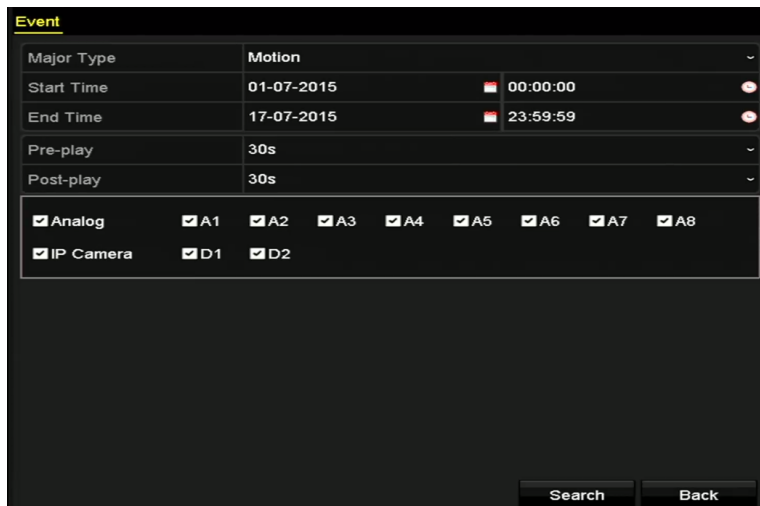 Event
Major Type Motion
Start Time 01-07-2015 00:00:00
End Time 17-07-2015 23:59:59
Pre-play 30s
Post-play 30s
Analog A1 A2 A3 A4 A5 A6 A7 A8
IP Camera D1 D2
Search Back